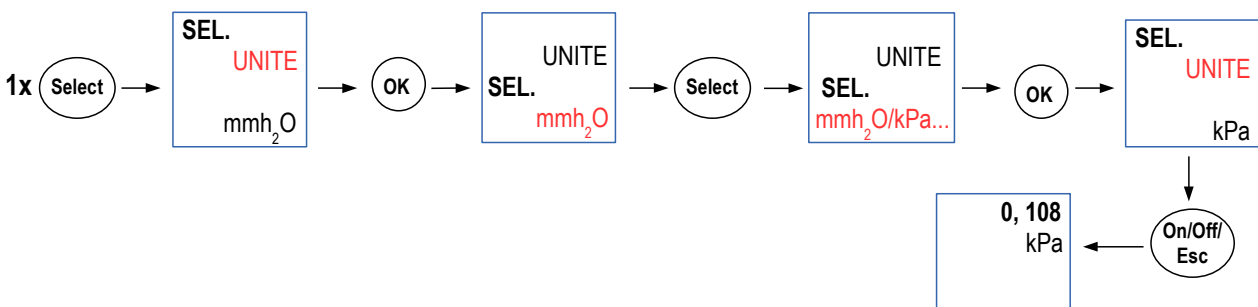 1x
Select
SEL.
UNITE
mmh₂O
OK
UNITE
SEL.
mmh₂O
Select
UNITE
SEL.
mmh₂O/kPa...
OK
SEL.
UNITE
kPa
On/Off/
Esc
0, 108
kPa